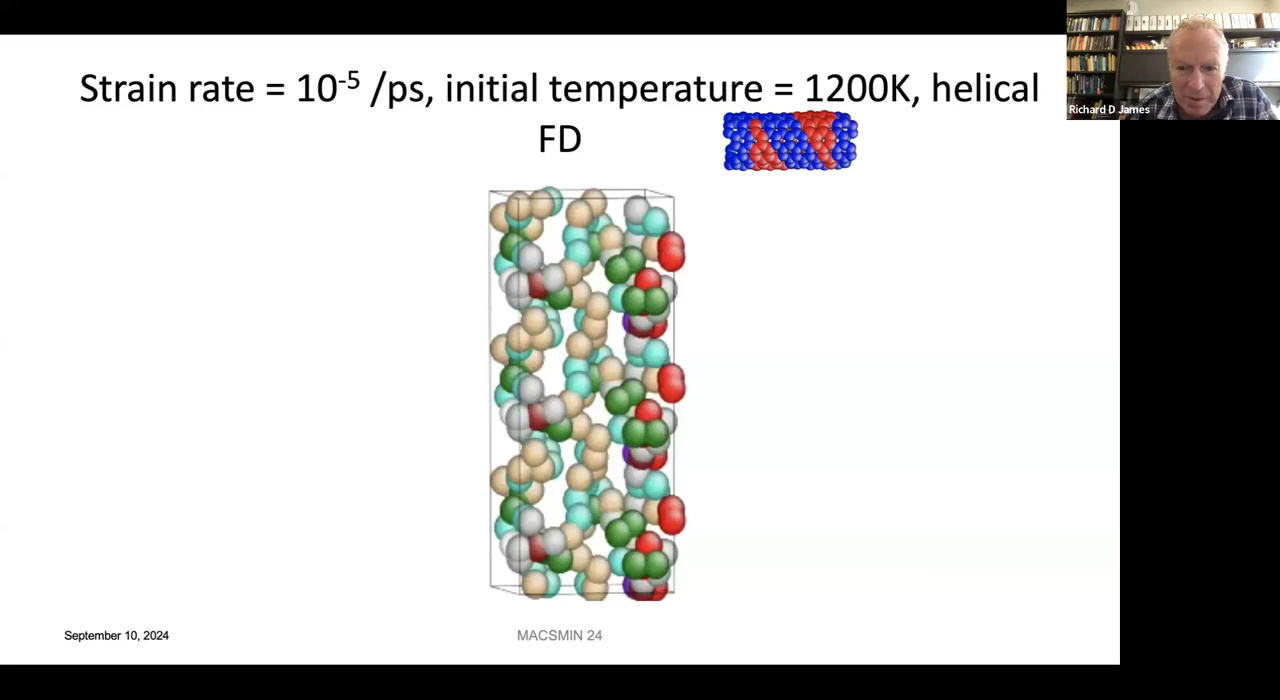 Strain rate = 10⁻⁵ /ps, initial temperature = 1200K, helical
FD
Richard D James
September 10, 2024
MACSMIN 24